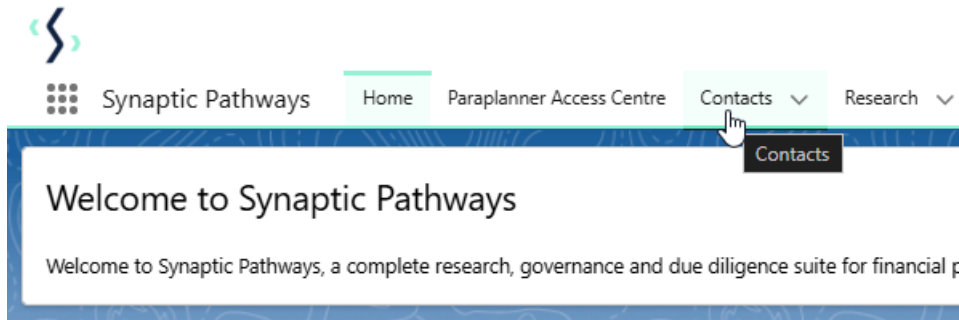 Synaptic Pathways Home Paraplanner Access Centre Contacts Research
Contacts
Welcome to Synaptic Pathways
Welcome to Synaptic Pathways, a complete research, governance and due diligence suite for financial